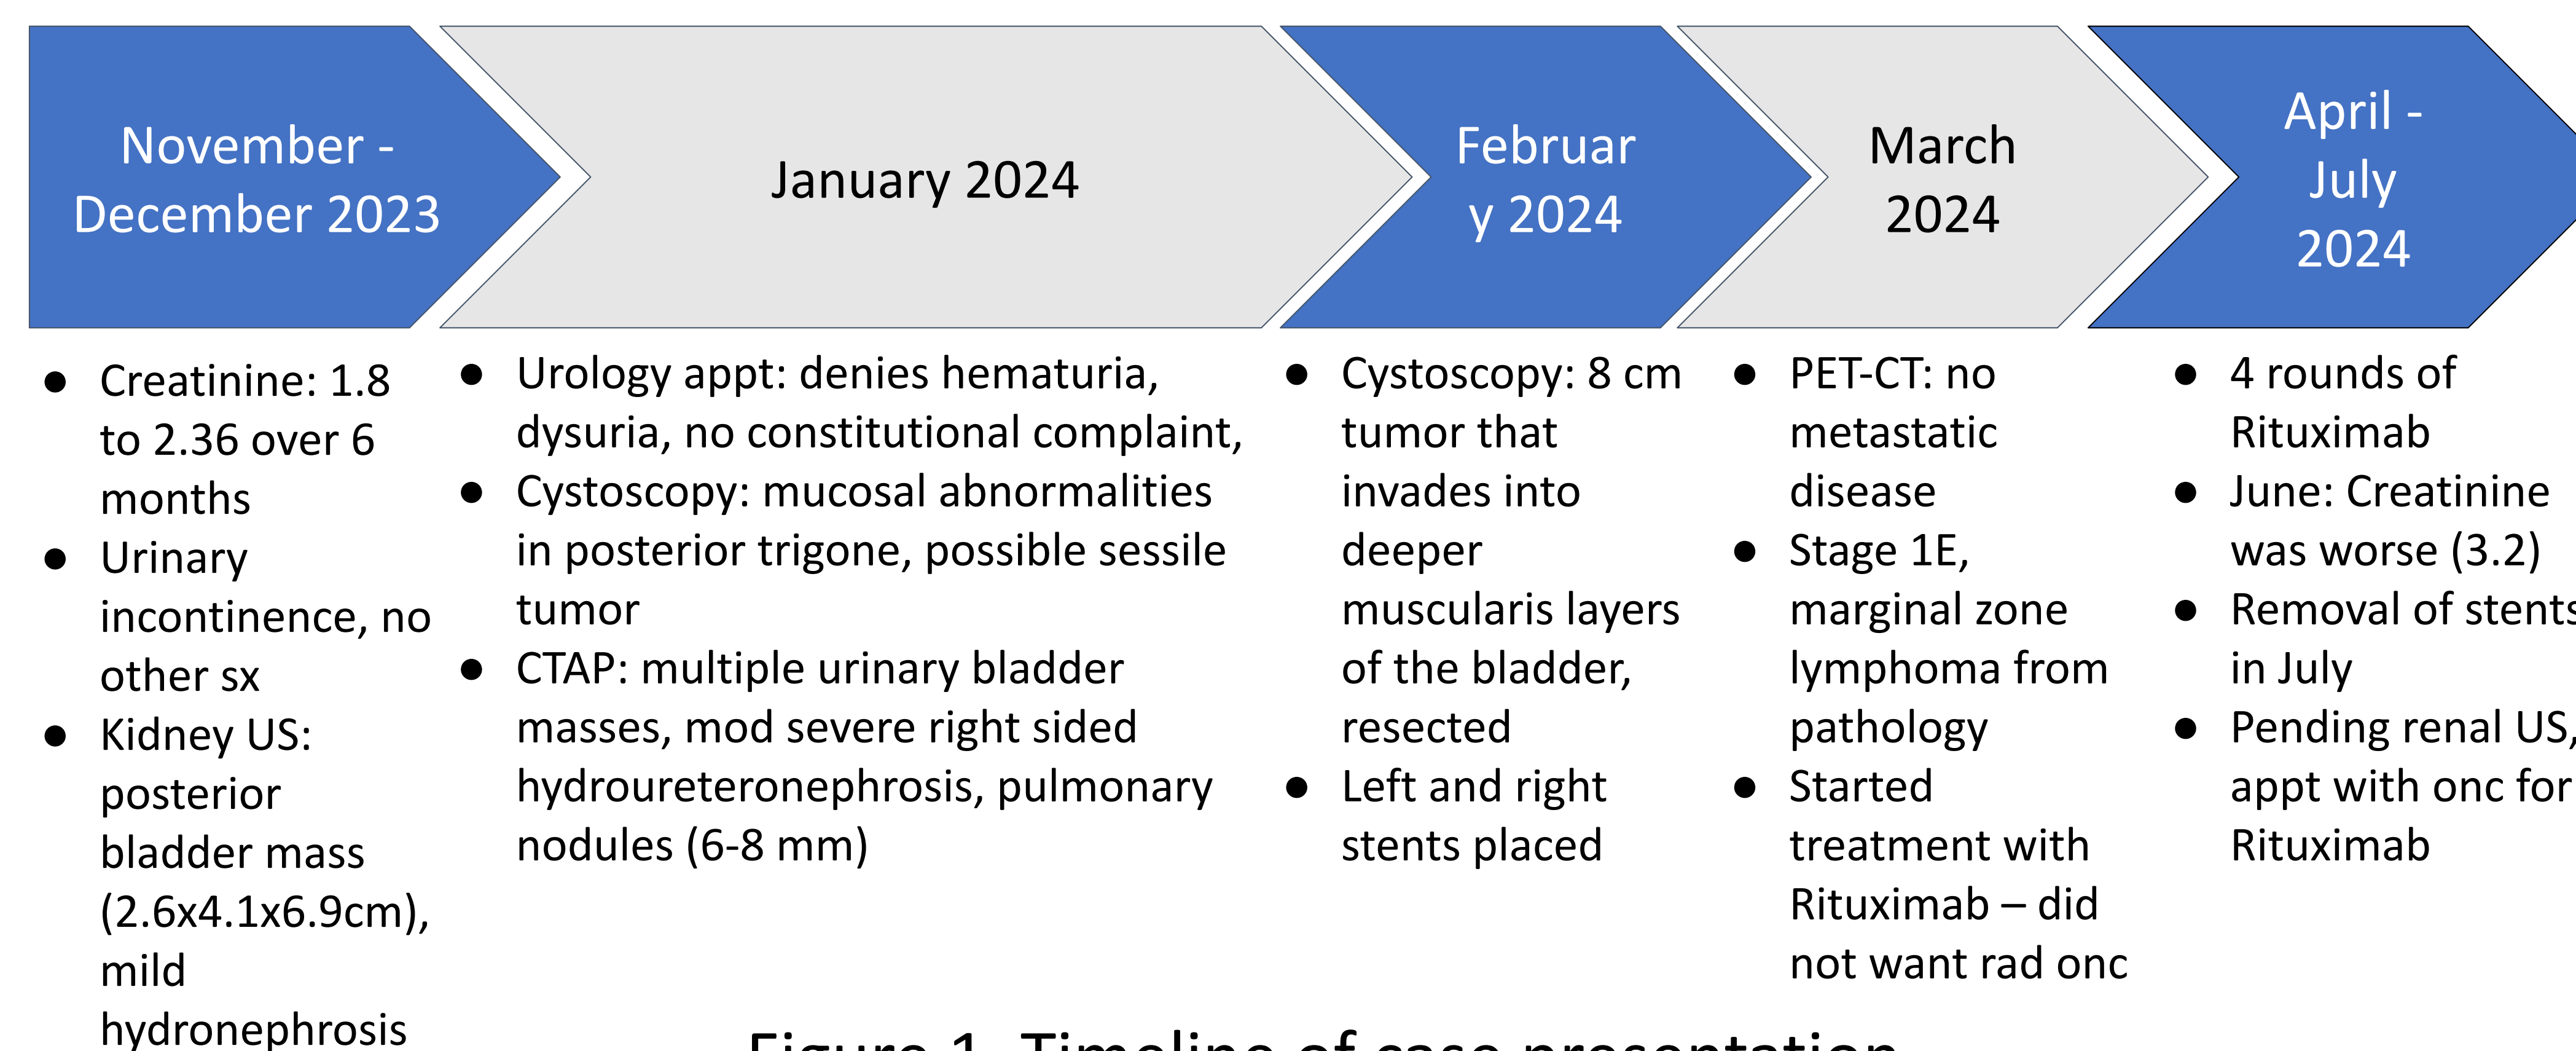 November -
December 2023
January 2024
Februar
y 2024
March
2024
April -
July
2024
● Creatinine: 1.8
to 2.36 over 6
months
● Urinary
incontinence, no
other sx
● Kidney US:
posterior
bladder mass
(2.6x4.1x6.9cm),
mild
hydronephrosis
● Urology appt: denies hematuria,
dysuria, no constitutional complaint,
● Cystoscopy: mucosal abnormalities
in posterior trigone, possible sessile
tumor
● CTAP: multiple urinary bladder
masses, mod severe right sided
hydroureteronephrosis, pulmonary
nodules (6-8 mm)
● Cystoscopy: 8 cm
tumor that
invades into
deeper
muscularis layers
of the bladder,
resected
● Left and right
stents placed
● PET-CT: no
metastatic
disease
● Stage 1E,
marginal zone
lymphoma from
pathology
● Started
treatment with
Rituximab – did
not want rad onc
● 4 rounds of
Rituximab
● June: Creatinine
was worse (3.2)
● Removal of stents
in July
● Pending renal US,
appt with onc for
Rituximab
Figure 1. Timeline of case presentation